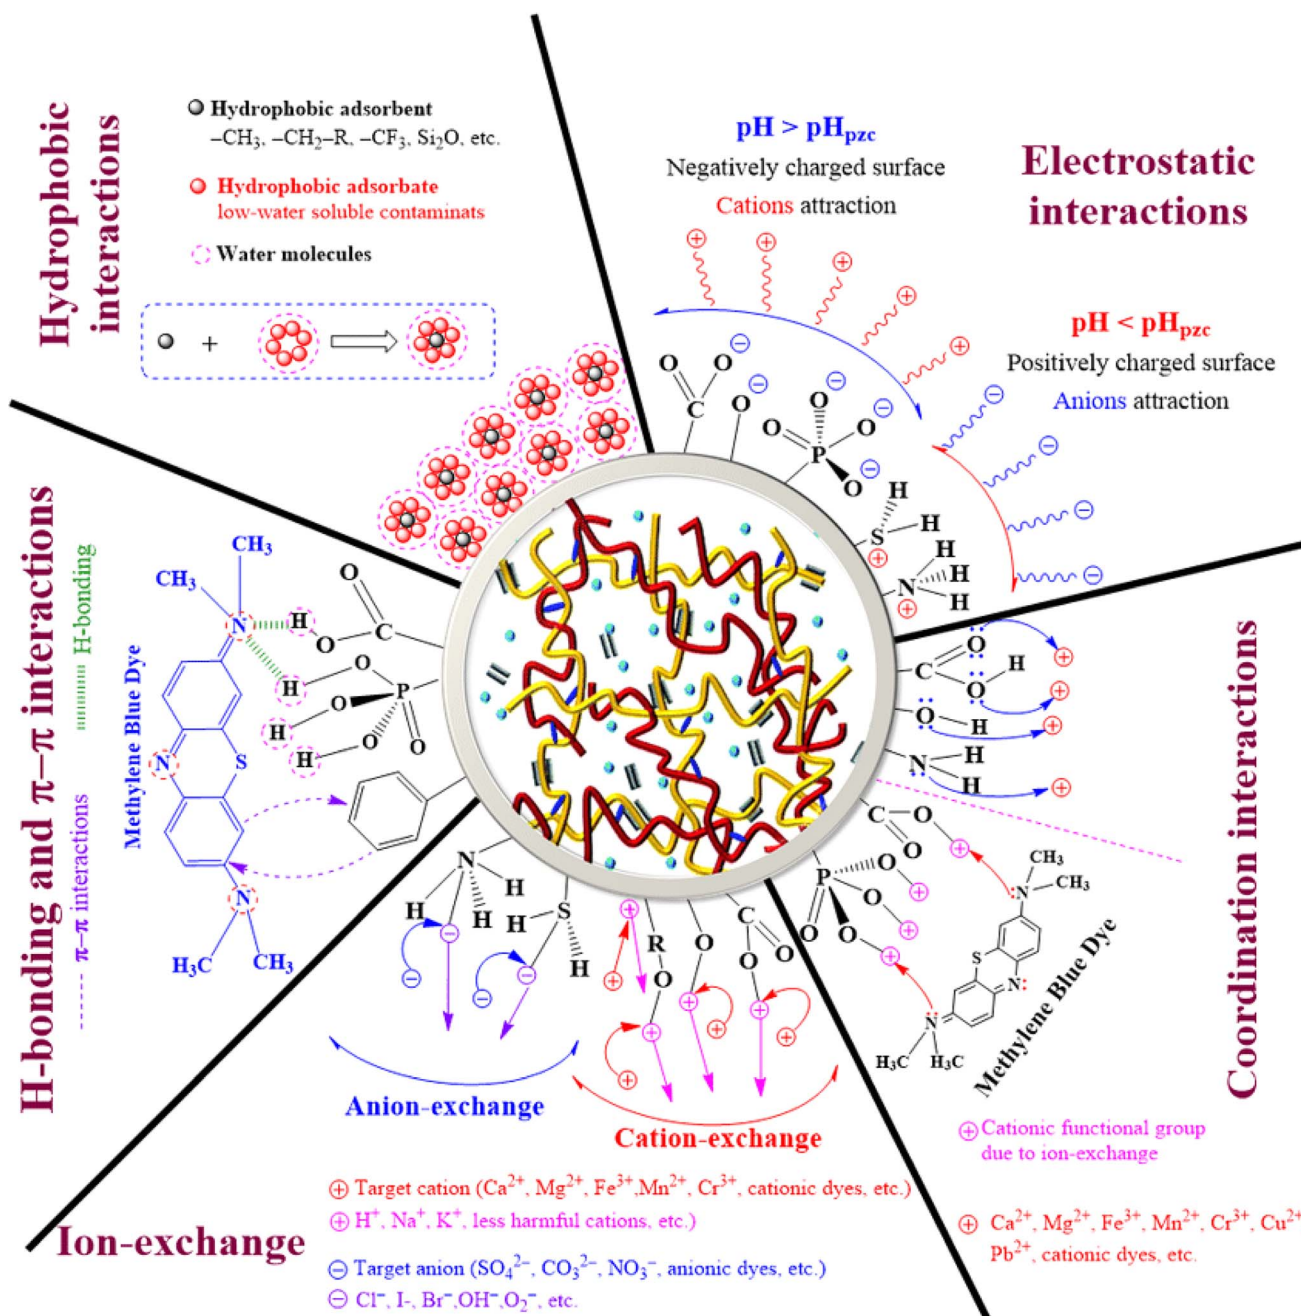 Hydrophobic
interactions
Hydrophobic adsorbent
–CH₃, –CH₂–R, –CF₃, Si₂O, etc.
Hydrophobic adsorbate
low-water soluble contaminats
Water molecules
+
pH > pHpzc
Negatively charged surface
Cations attraction
Electrostatic
interactions
pH < pHpzc
Positively charged surface
Anions attraction
O
C
O
O
O
O
P
O
O
H
S
H
H
N
H
H
H-bonding and π–π interactions
H-bonding
π–π interactions
Methylene Blue Dye
CH₃
CH₃
N
N
S
N
H₃C
CH₃
O
H
O
C
H
O
H
O
P
H
O
O
Coordination interactions
C
O
O
H
O
H
N
H
H
C
O
O
P
O
O
O
O
CH₃
N
CH₃
S
N:
N
H₃C
H₃C
Methylene Blue Dye
Cationic functional group
due to ion-exchange
Ca²⁺, Mg²⁺, Fe³⁺, Mn²⁺, Cr³⁺, Cu²⁺
Pb²⁺, cationic dyes, etc.
N
H
H
H
H
S
H
R
O
O
C
O
O
Anion-exchange
Cation-exchange
Ion-exchange
Target cation (Ca²⁺, Mg²⁺, Fe³⁺,Mn²⁺, Cr³⁺, cationic dyes, etc.)
H⁺, Na⁺, K⁺, less harmful cations, etc.)
Target anion (SO₄²⁻, CO₃²⁻, NO₃⁻, anionic dyes, etc.)
Cl⁻, I-, Br⁻,OH⁻,O₂⁻, etc.